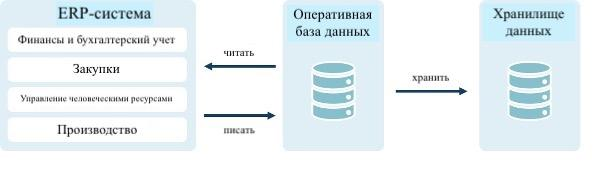 ERP-система
Финансы и бухгалтерский учет
Закупки
Управление человеческими ресурсами
Производство
читать
писать
Оперативная
база данных
хранить
Хранилище
данных